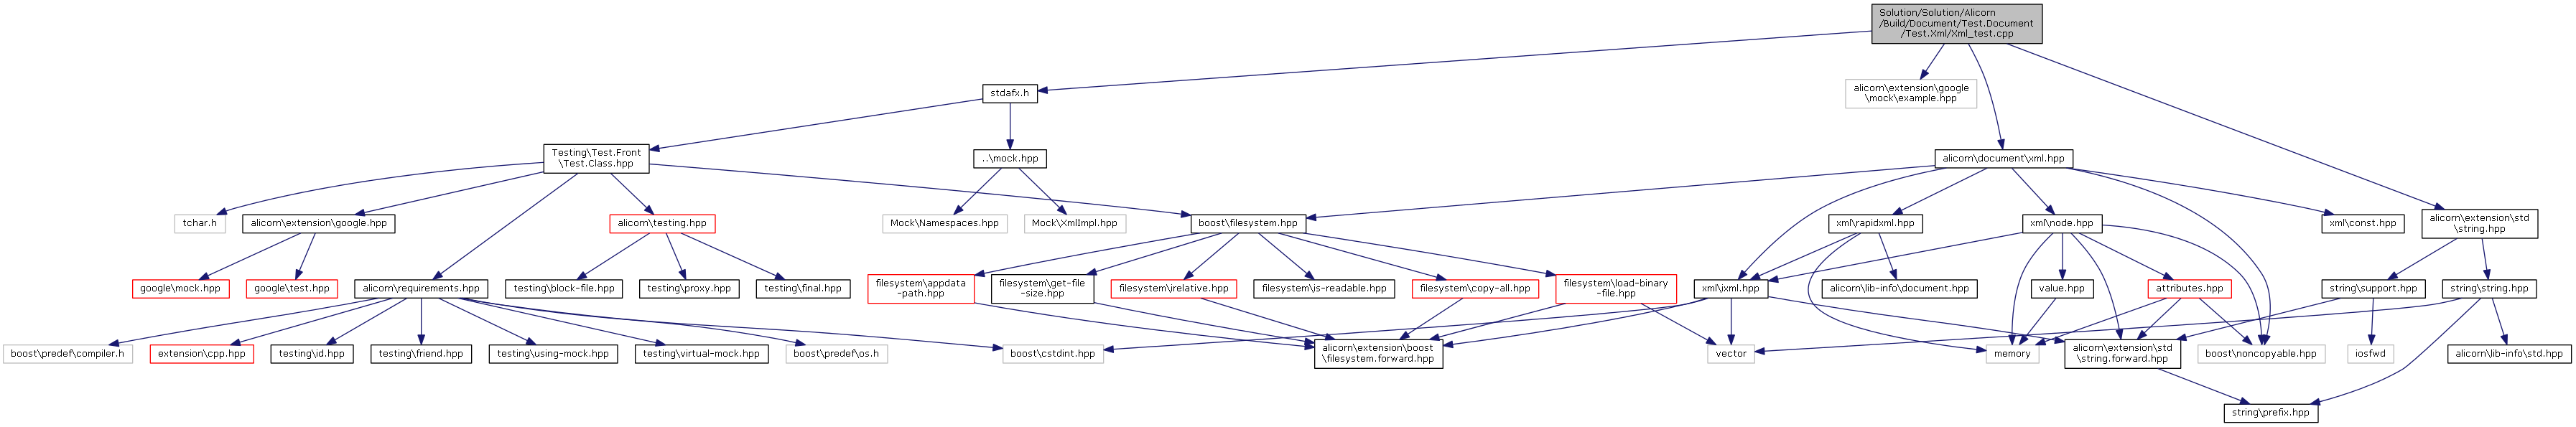 Solution/Solution/Alicorn
/Build/Document/Test.Document
/Test.Xml/Xml_test.cpp
stdafx.h
alicorn\extension\google
\mock\example.hpp
Testing\Test.Front
\Test.Class.hpp
..\mock.hpp
alicorn\document\xml.hpp
tchar.h
alicorn\extension\google.hpp
alicorn\testing.hpp
Mock\Namespaces.hpp
Mock\XmlImpl.hpp
boost\filesystem.hpp
xml\rapidxml.hpp
xml\node.hpp
xml\const.hpp
alicorn\extension\std
\string.hpp
google\mock.hpp
google\test.hpp
alicorn\requirements.hpp
testing\block-file.hpp
testing\proxy.hpp
testing\final.hpp
filesystem\appdata
-path.hpp
filesystem\get-file
-size.hpp
filesystem\irelative.hpp
filesystem\is-readable.hpp
filesystem\copy-all.hpp
filesystem\load-binary
-file.hpp
xml\ixml.hpp
alicorn\lib-info\document.hpp
value.hpp
attributes.hpp
string\support.hpp
string\string.hpp
boost\predef\compiler.h
extension\cpp.hpp
testing\id.hpp
testing\friend.hpp
testing\using-mock.hpp
testing\virtual-mock.hpp
boost\predef\os.h
boost\cstdint.hpp
alicorn\extension\boost
\filesystem.forward.hpp
vector
memory
alicorn\extension\std
\string.forward.hpp
boost\noncopyable.hpp
iosfwd
alicorn\lib-info\std.hpp
string\prefix.hpp